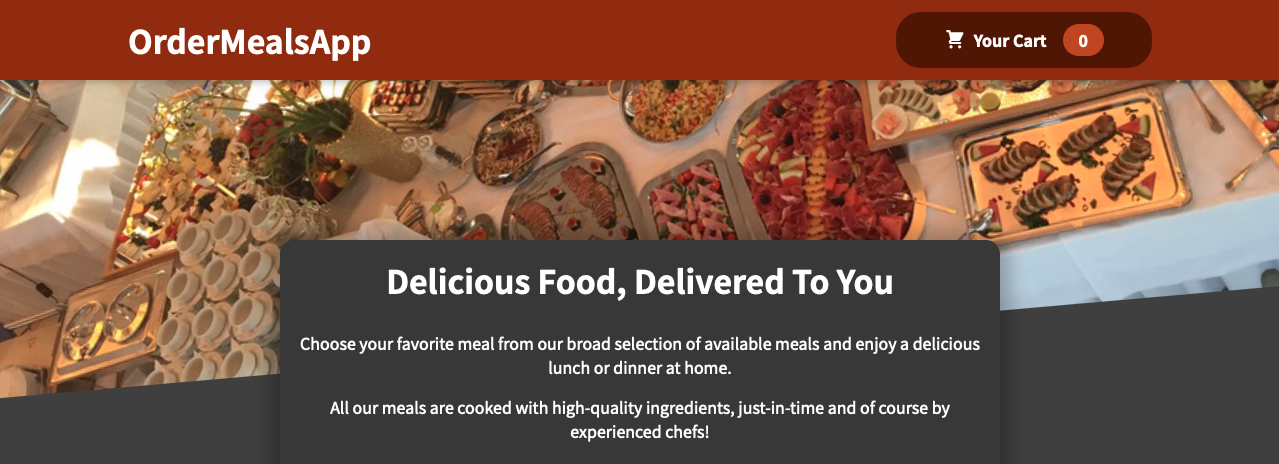 OrderMealsApp
Your Cart 0
Delicious Food, Delivered To You
Choose your favorite meal from our broad selection of available meals and enjoy a delicious
lunch or dinner at home.
All our meals are cooked with high-quality ingredients, just-in-time and of course by
experienced chefs!